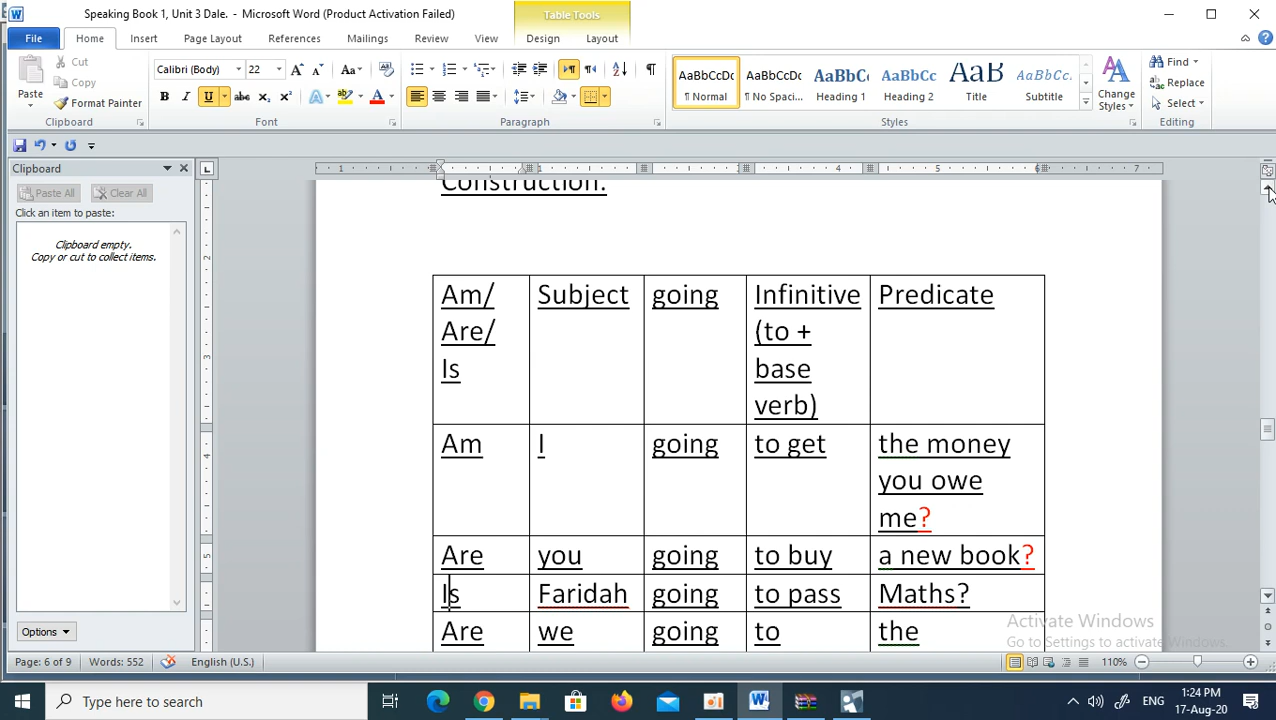 Speaking Book 1, Unit 3 Dale. - Microsoft Word (Product Activation Failed)
Table Tools
File Home Insert Page Layout References Mailings Review View Design Layout
Paste
Cut
Copy
Format Painter
Clipboard
Calibri (Body) 22
Font
Paragraph
AaBbCcDc AaBbCcDc AaBbCc AaBbCc AaB AaBbCc.
¶ Normal ¶ No Spaci... Heading 1 Heading 2 Title Subtitle
Change Styles
Styles
Find
Replace
Select
Editing
Clipboard
Paste All Clear All
Click an item to paste:
Clipboard empty.
Copy or cut to collect items.
Options
Construction:
Am/ Subject going Infinitive Predicate
Are/ (to +
Is base
verb)
Am I going to get the money
you owe
me?
Are you going to buy a new book?
Is Faridah going to pass Maths?
Are we going to the
Activate Windows
Go to Settings to activate Windows.
Page: 6 of 9 Words: 552 English (U.S.) 110%
Type here to search
ENG
1:24 PM
17-Aug-20